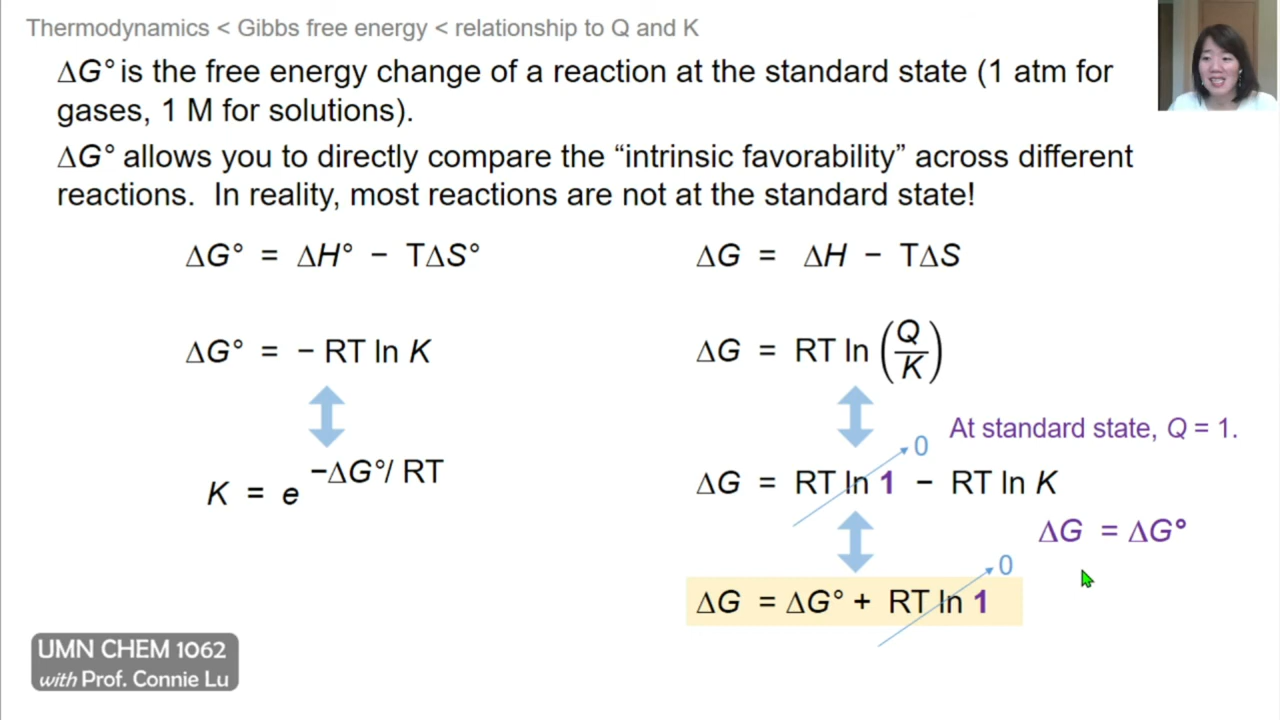 Thermodynamics < Gibbs free energy < relationship to Q and K
ΔG° is the free energy change of a reaction at the standard state (1 atm for
gases, 1 M for solutions).
ΔG° allows you to directly compare the “intrinsic favorability” across different
reactions. In reality, most reactions are not at the standard state!
ΔG° = ΔH° − TΔS°
ΔG = ΔH − TΔS
ΔG° = − RT ln K
ΔG = RT ln (Q/K)
K = e −ΔG°/ RT
At standard state, Q = 1.
0
ΔG = RT ln 1 − RT ln K
ΔG = ΔG°
0
ΔG = ΔG° + RT ln 1
UMN CHEM 1062
with Prof. Connie Lu